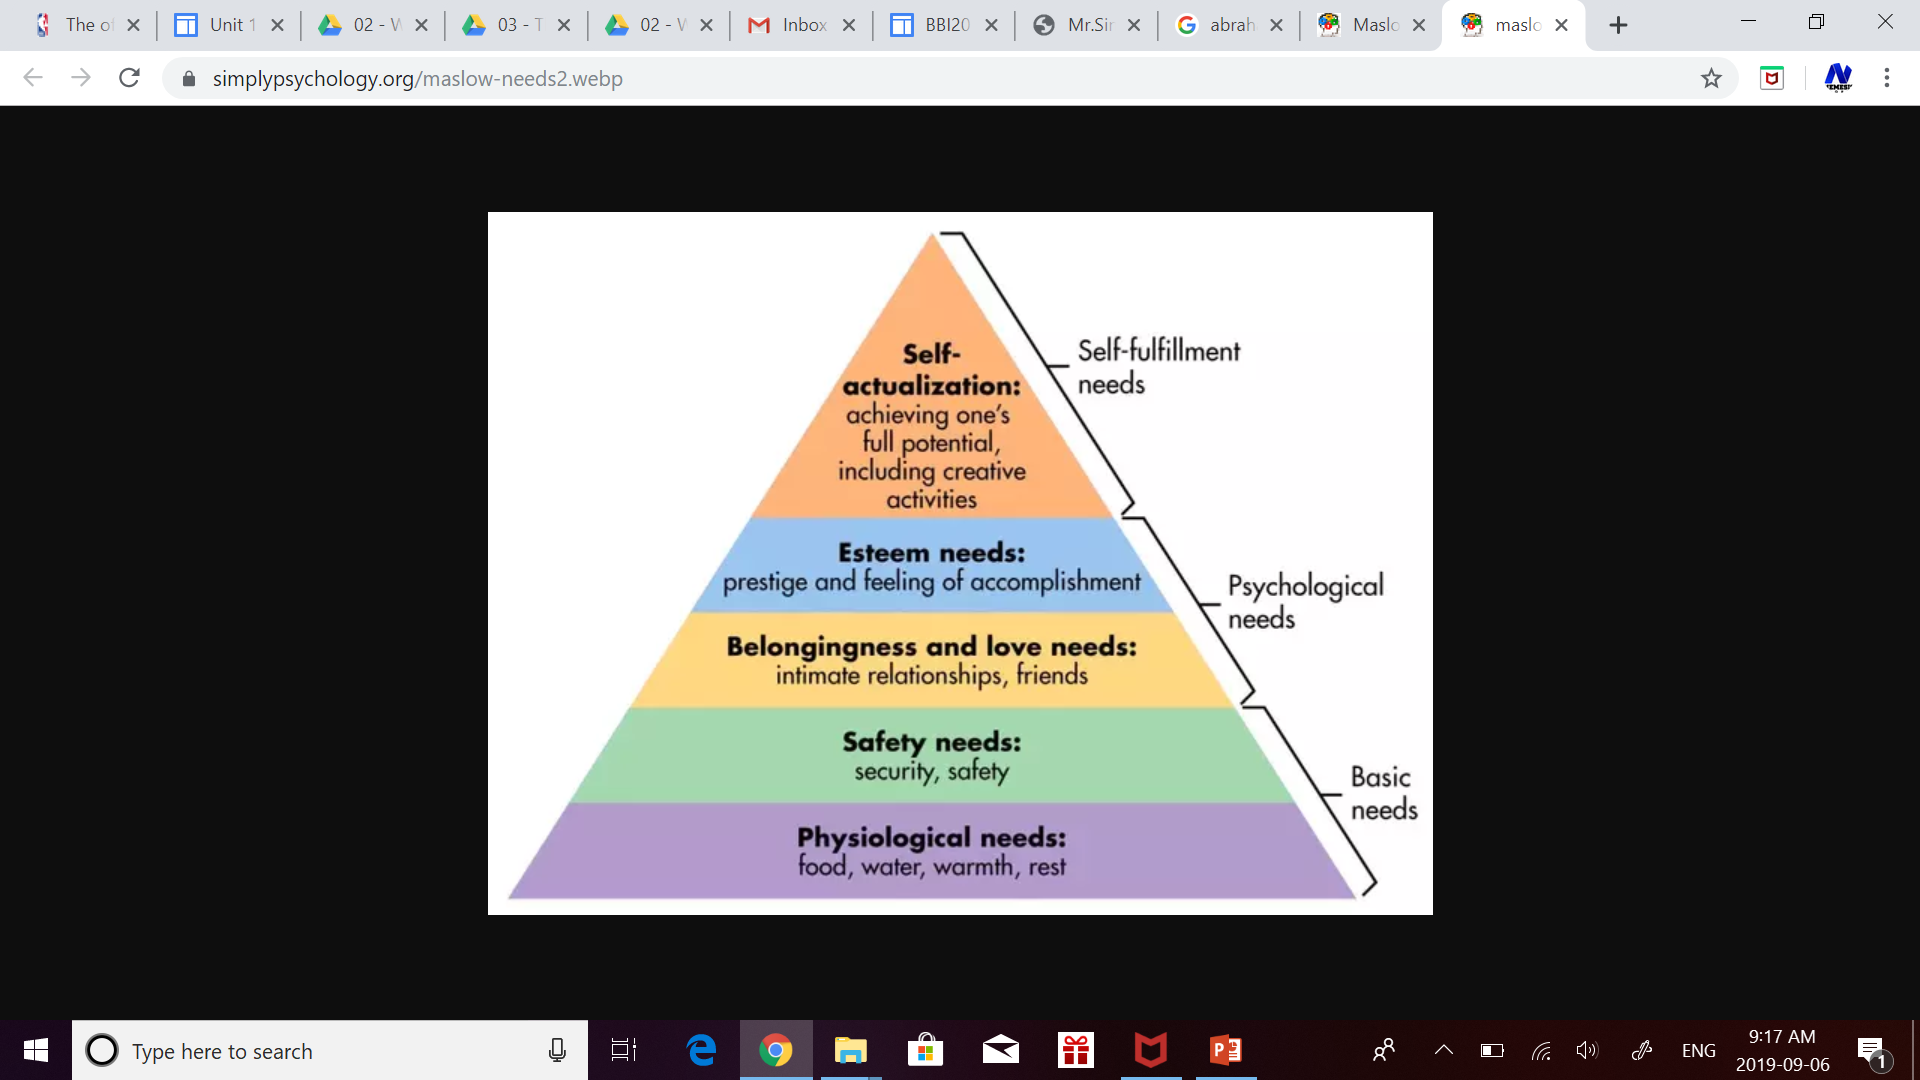 The of
Unit 1
02 - W
03 - T
02 - W
Inbox
BBI20
Mr.Sir
abrah
Maslo
maslo
simplypsychology.org/maslow-needs2.webp
Self-
actualization:
achieving one's
full potential,
including creative
activities
Self-fulfillment
needs
Esteem needs:
prestige and feeling of accomplishment
Psychological
needs
Belongingness and love needs:
intimate relationships, friends
Safety needs:
security, safety
Basic
needs
Physiological needs:
food, water, warmth, rest
Type here to search
ENG
9:17 AM
2019-09-06
1